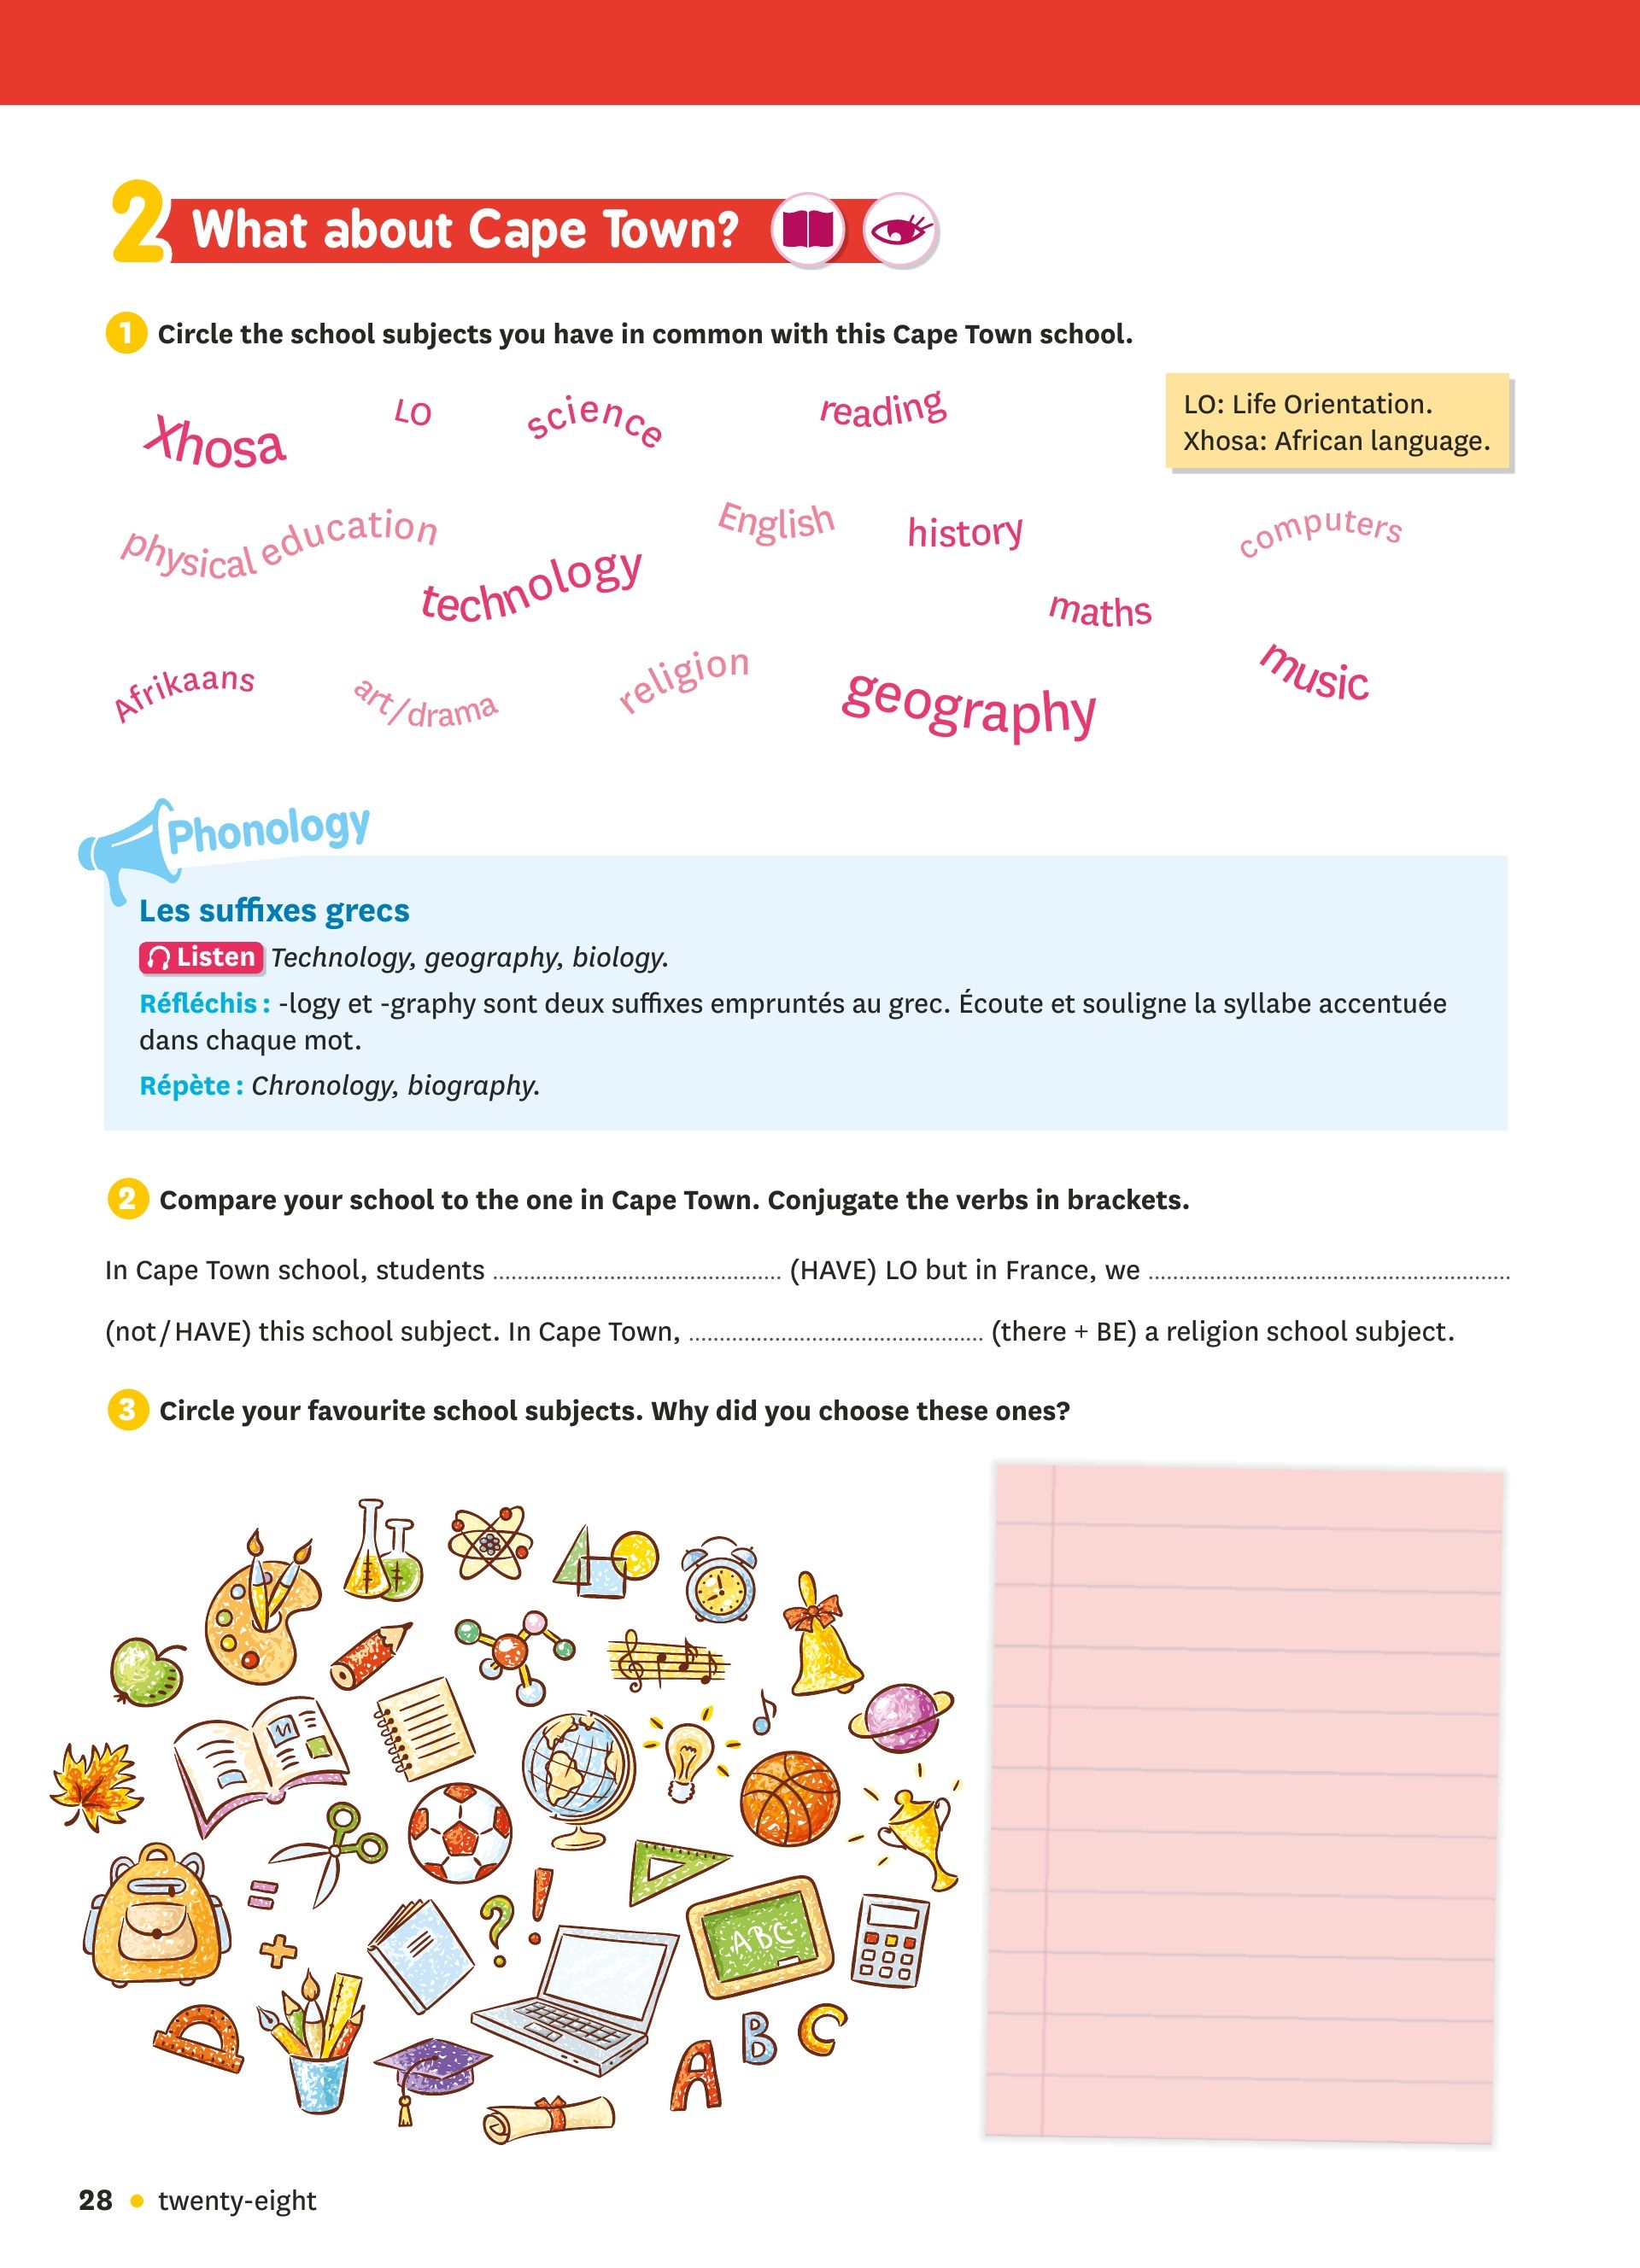 2 What about Cape Town?
1 Circle the school subjects you have in common with this Cape Town school.
Xhosa LO science reading
LO: Life Orientation.
Xhosa: African language.
physical education technology English history computers
maths
Afrikaans art/drama religion geography music
Phonology
Les suffixes grecs
Listen Technology, geography, biology.
Réfléchis : -logy et -graphy sont deux suffixes empruntés au grec. Écoute et souligne la syllabe accentuée
dans chaque mot.
Répète : Chronology, biography.
2 Compare your school to the one in Cape Town. Conjugate the verbs in brackets.
In Cape Town school, students ................................................ (HAVE) LO but in France, we ............................................................
(not/HAVE) this school subject. In Cape Town, ................................................. (there + BE) a religion school subject.
3 Circle your favourite school subjects. Why did you choose these ones?
= + ? !
ABC
A B C
28 • twenty-eight